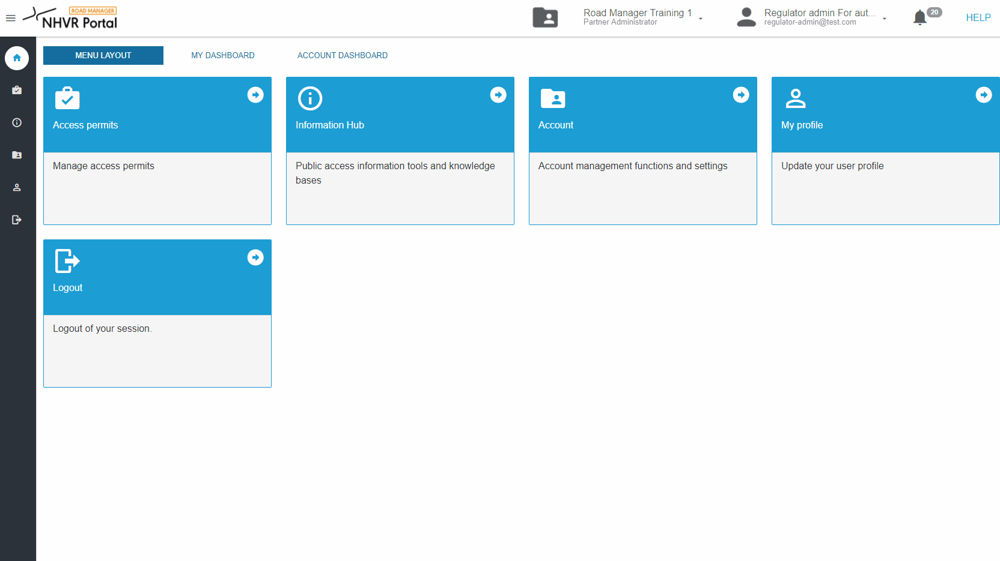 ROAD MANAGER
NHVR Portal
Road Manager Training 1
Partner Administrator
Regulator admin For aut...
regulator-admin@test.com
20
HELP
MENU LAYOUT
MY DASHBOARD
ACCOUNT DASHBOARD
Access permits
Manage access permits
Information Hub
Public access information tools and knowledge
bases
Account
Account management functions and settings
My profile
Update your user profile
Logout
Logout of your session.